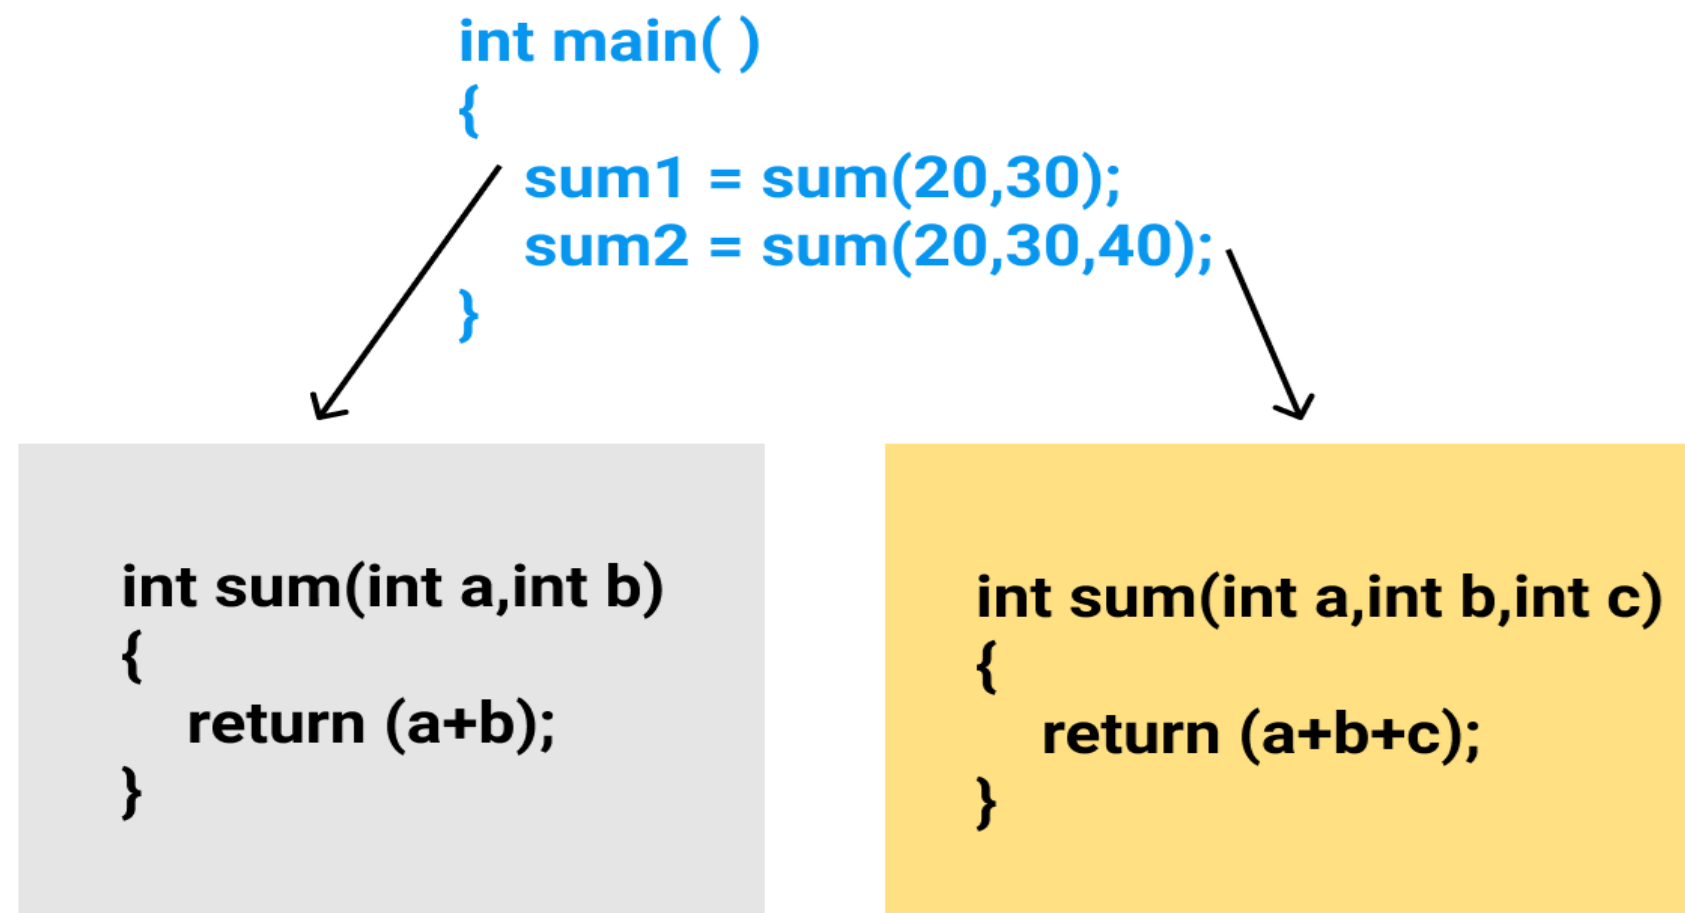 int main( )
{
sum1 = sum(20,30);
sum2 = sum(20,30,40);
}
int sum(int a,int b)
{
return (a+b);
}
int sum(int a,int b,int c)
{
return (a+b+c);
}